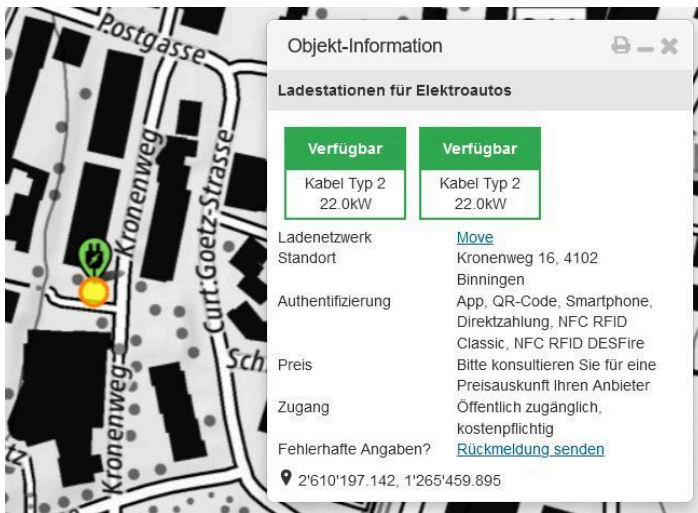 Postgasse
Kronenweg
Curt.Goetz-Strasse
Kronenweg
Objekt-Information
Ladestationen für Elektroautos
Verfügbar
Kabel Typ 2
22.0kW
Verfügbar
Kabel Typ 2
22.0kW
Ladenetzwerk Move
Standort Kronenweg 16, 4102
Binningen
Authentifizierung App, QR-Code, Smartphone,
Direktzahlung, NFC RFID
Classic, NFC RFID DESFire
Preis Bitte konsultieren Sie für eine
Preisauskunft Ihren Anbieter
Zugang Öffentlich zugänglich,
kostenpflichtig
Fehlerhafte Angaben? Rückmeldung senden
2'610'197.142, 1'265'459.895